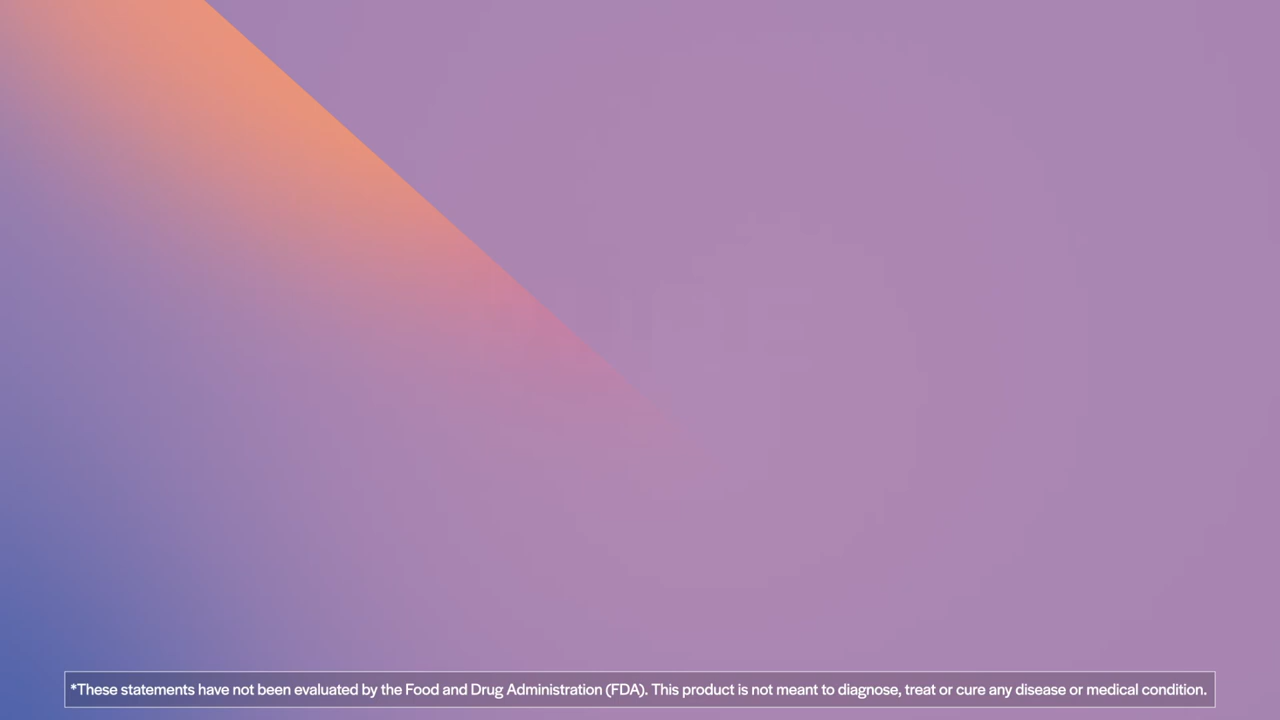 *These statements have not been evaluated by the Food and Drug Administration (FDA). This product is not meant to diagnose, treat or cure any disease or medical condition.